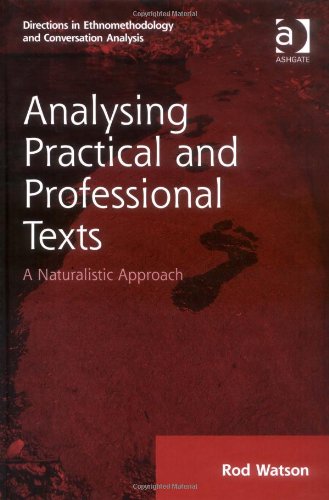 Directions in Ethnomethodology
and Conversation Analysis
a
ASHGATE
Analysing
Practical and
Professional
Texts
A Naturalistic Approach
Rod Watson